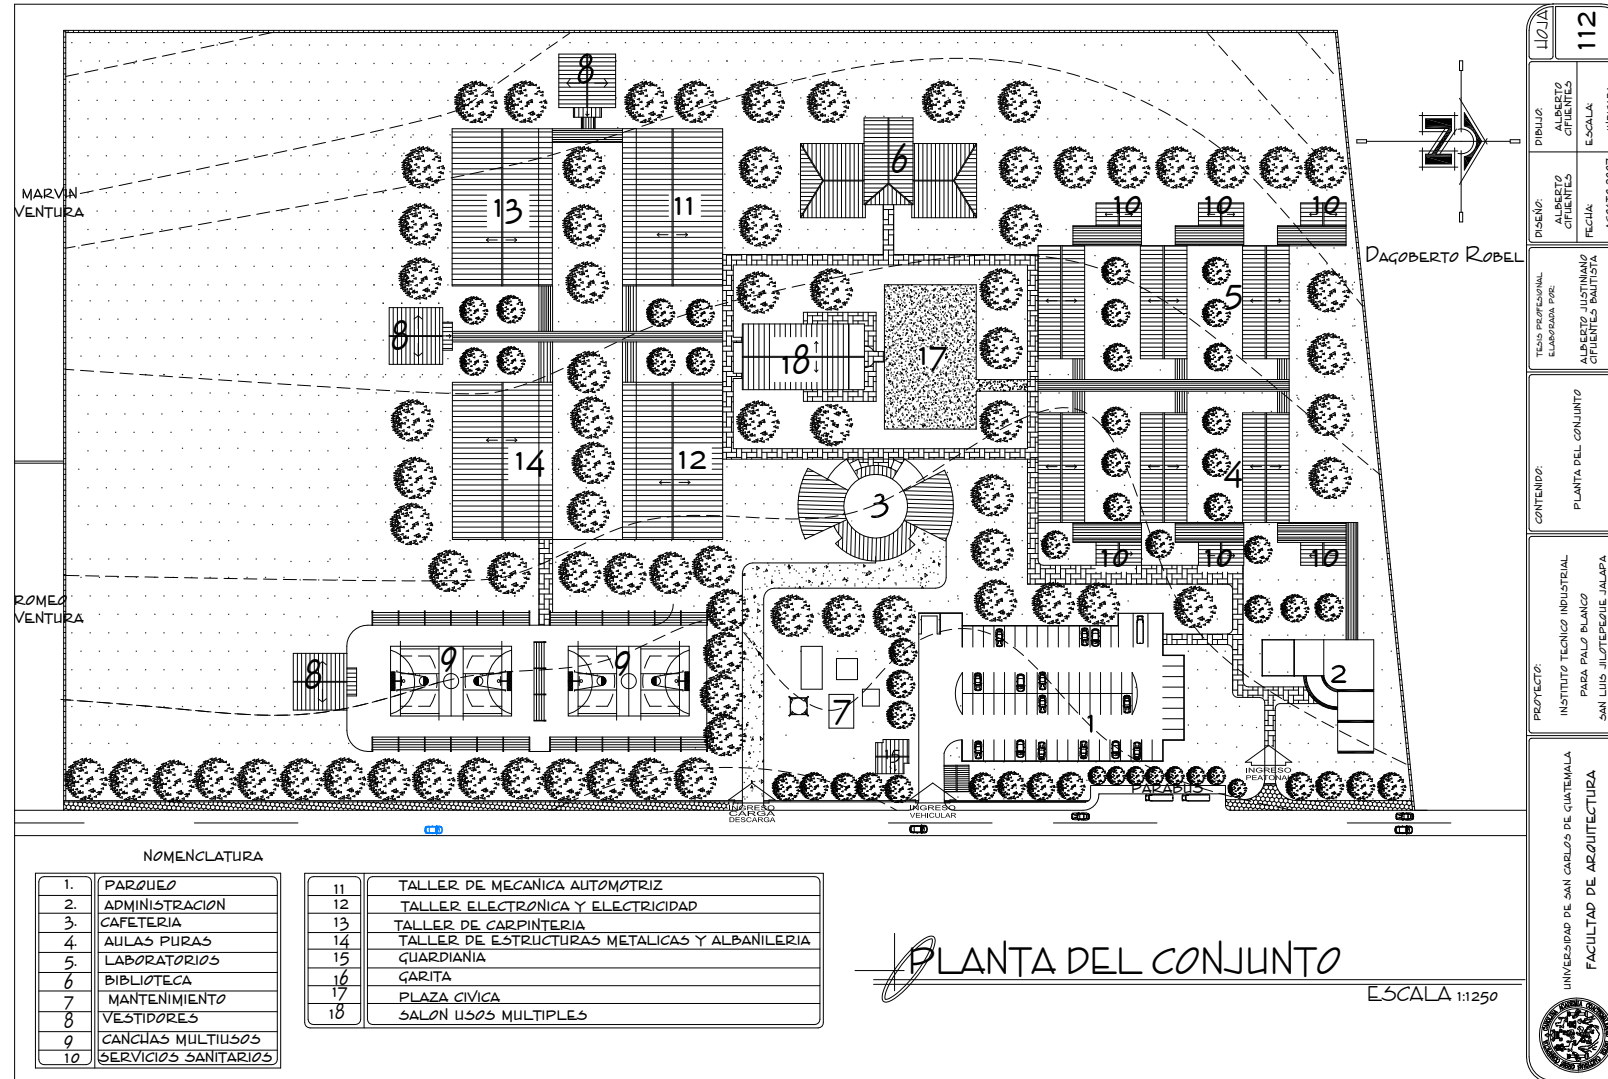 MARVIN
VENTURA
ROMEO
VENTURA
DAGOBERTO ROBEL
N
8
13
11
6
10
10
10
8
18
17
5
14
12
3
4
10
10
10
8
9
9
7
15
1
2
INGRESO
CARGA
DESCARGA
INGRESO
VEHICULAR
PARABUS
INGRESO
PEATONAL
NOMENCLATURA
1. PARQUEO
2. ADMINISTRACION
3. CAFETERIA
4. AULAS PURAS
5. LABORATORIOS
6 BIBLIOTECA
7 MANTENIMIENTO
8 VESTIDORES
9 CANCHAS MULTIUSOS
10 SERVICIOS SANITARIOS
11 TALLER DE MECANICA AUTOMOTRIZ
12 TALLER ELECTRONICA Y ELECTRICIDAD
13 TALLER DE CARPINTERIA
14 TALLER DE ESTRUCTURAS METALICAS Y ALBANILERIA
15 GUARDIANIA
16 GARITA
17 PLAZA CIVICA
18 SALON USOS MULTIPLES
PLANTA DEL CONJUNTO
ESCALA 1:1250
HOJA
112
DIBUJO:
ALBERTO
CIFUENTES
ESCALA:
DISEÑO:
ALBERTO
CIFUENTES
FECHA:
TESIS PROFESIONAL
ELABORADA POR:
ALBERTO JUSTINIANO
CIFUENTES BAUTISTA
CONTENIDO:
PLANTA DEL CONJUNTO
PROYECTO:
INSTITUTO TECNICO INDUSTRIAL
PARA PALO BLANCO
SAN LUIS JILOTEPEQUE JALAPA
UNIVERSIDAD DE SAN CARLOS DE GUATEMALA
FACULTAD DE ARQUITECTURA